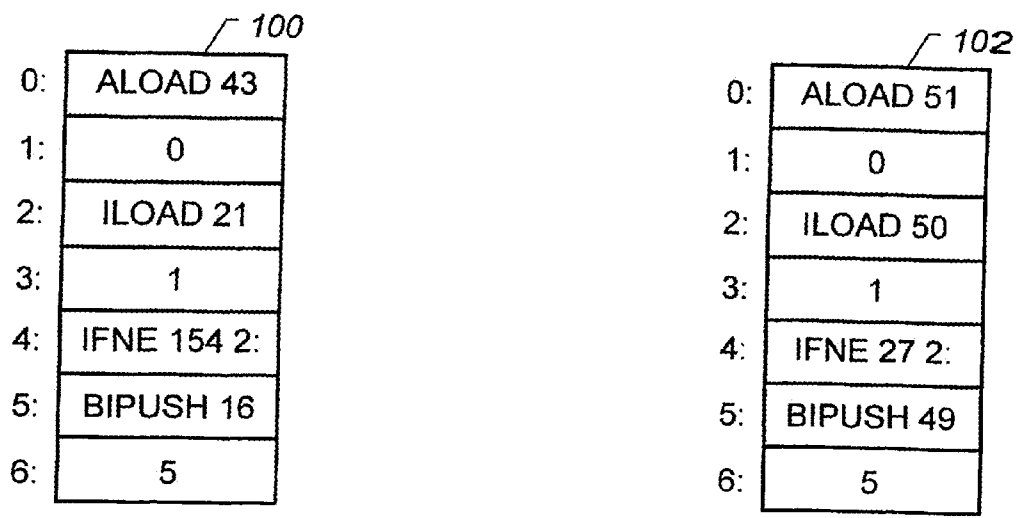 100
0: ALOAD 43
1: 0
2: ILOAD 21
3: 1
4: IFNE 154 2:
5: BIPUSH 16
6: 5
102
0: ALOAD 51
1: 0
2: ILOAD 50
3: 1
4: IFNE 27 2:
5: BIPUSH 49
6: 5